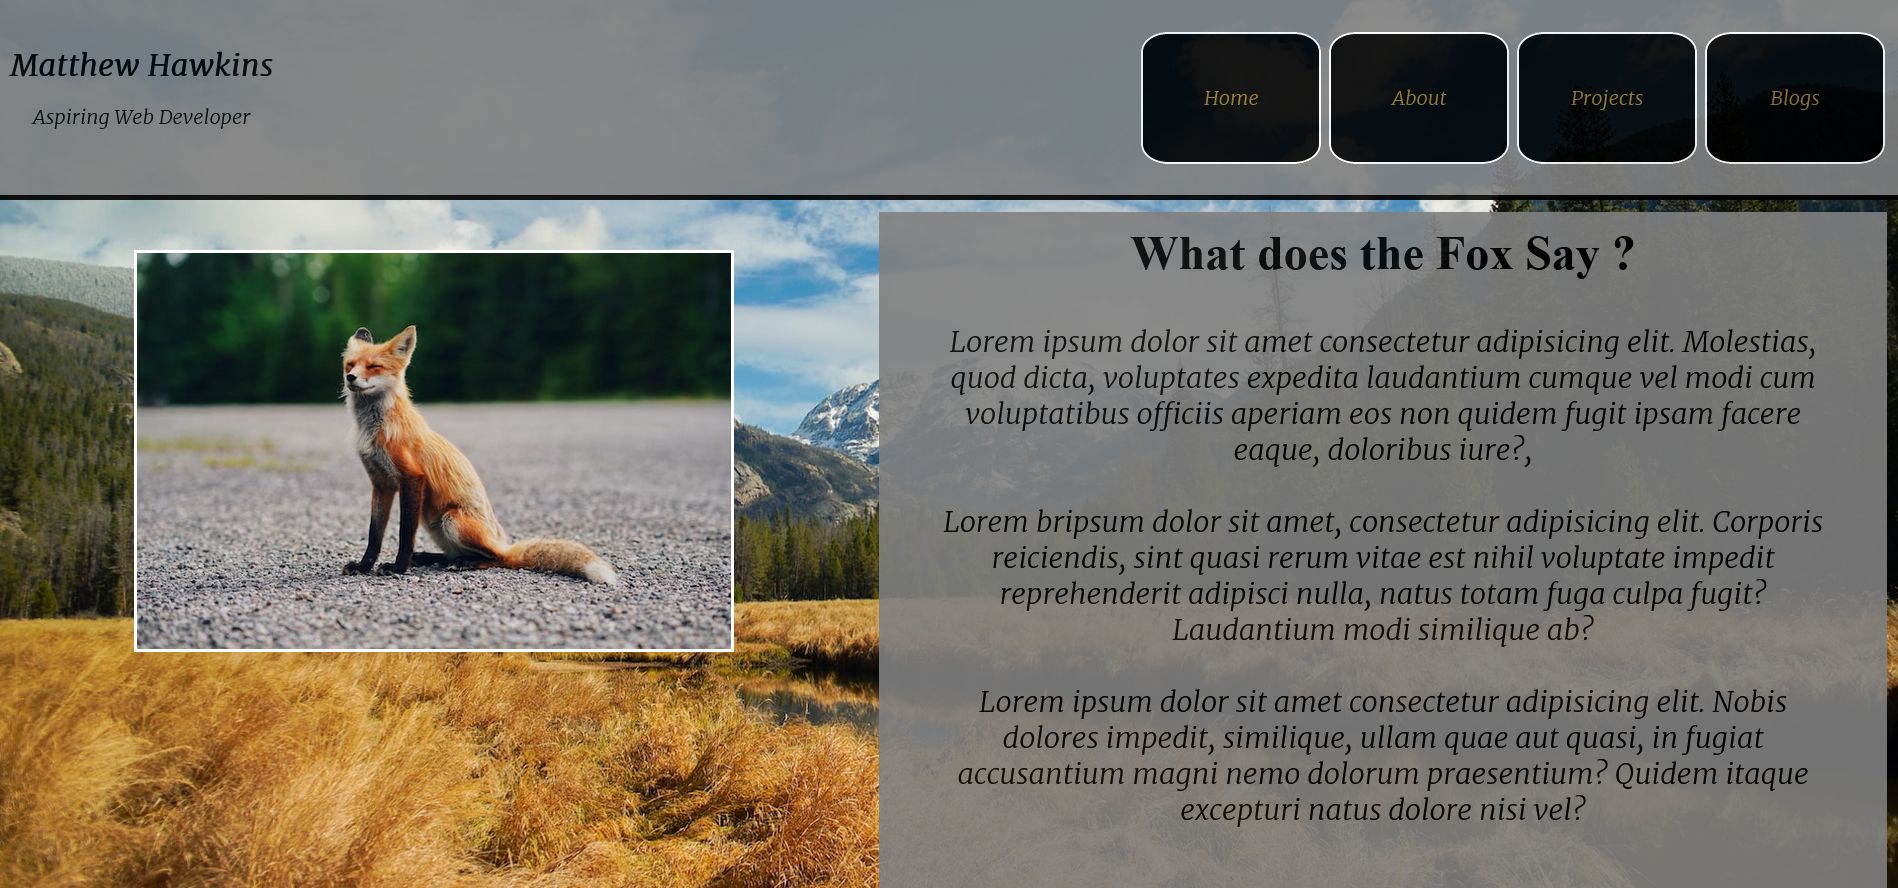 Matthew Hawkins
Aspiring Web Developer
Home
About
Projects
Blogs
What does the Fox Say ?
Lorem ipsum dolor sit amet consectetur adipisicing elit. Molestias,
quod dicta, voluptates expedita laudantium cumque vel modi cum
voluptatibus officiis aperiam eos non quidem fugit ipsam facere
eaque, doloribus iure?,
Lorem bripsum dolor sit amet, consectetur adipisicing elit. Corporis
reiciendis, sint quasi rerum vitae est nihil voluptate impedit
reprehenderit adipisci nulla, natus totam fuga culpa fugit?
Laudantium modi similique ab?
Lorem ipsum dolor sit amet consectetur adipisicing elit. Nobis
dolores impedit, similique, ullam quae aut quasi, in fugiat
accusantium magni nemo dolorum praesentium? Quidem itaque
excepturi natus dolore nisi vel?